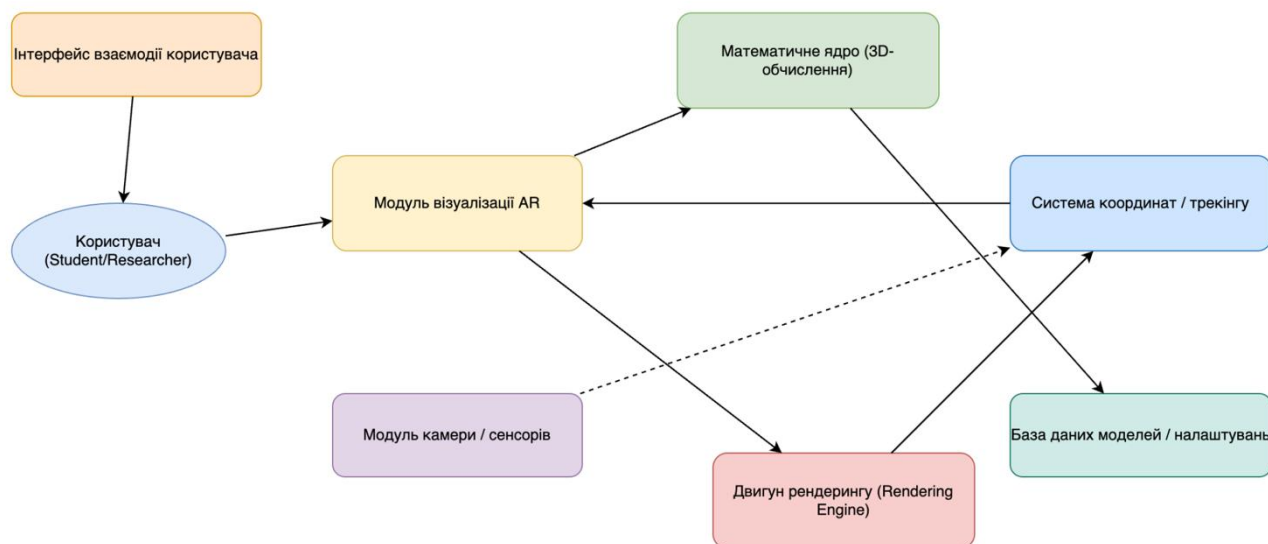 Інтерфейс взаємодії користувача
Математичне ядро (3D-
обчислення)
Модуль візуалізації AR
Система координат / трекінгу
Користувач
(Student/Researcher)
Модуль камери / сенсорів
База даних моделей / налаштувань
Двигун рендерингу (Rendering
Engine)